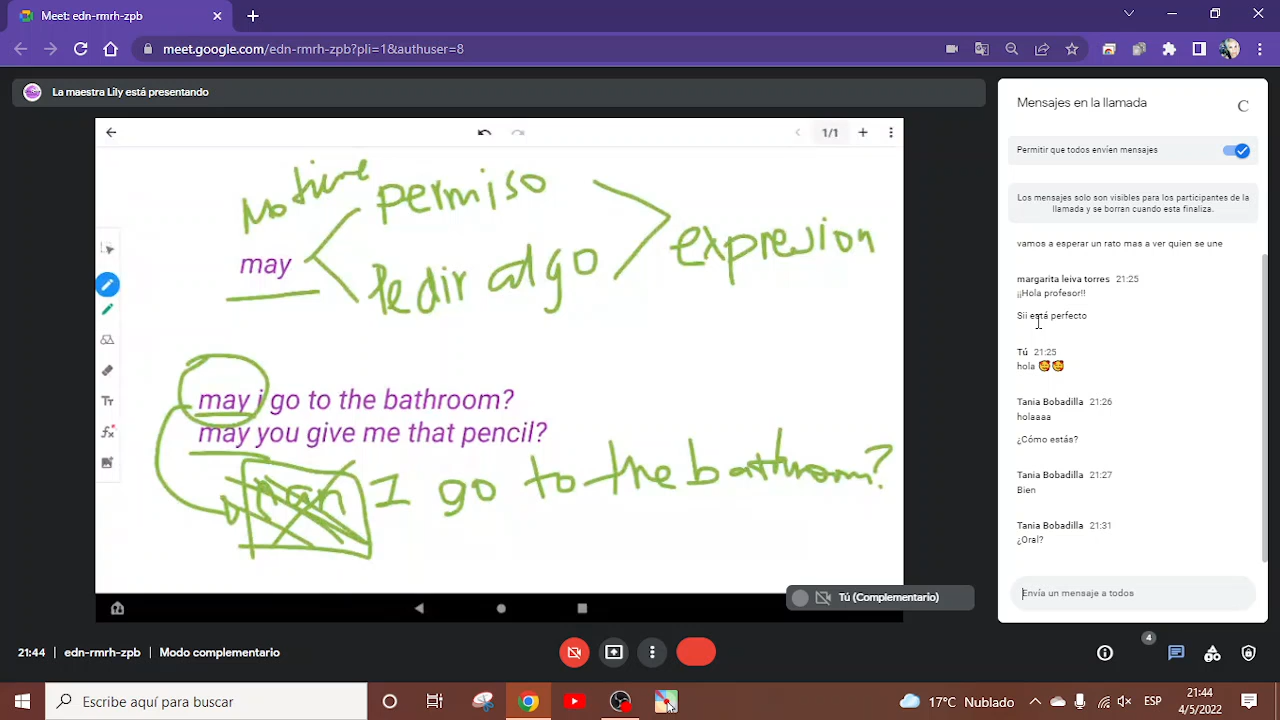 Meet: edn-rmrh-zpb
meet.google.com/edn-rmrh-zpb?pli=1&authuser=8
La maestra Lily está presentando
1/1
No tiene
permiso
may
Pedir algo
expresion
may i go to the bathroom?
may you give me that pencil?
I go to the bathroom?
Tú (Complementario)
Mensajes en la llamada
C
Permitir que todos envíen mensajes
Los mensajes solo son visibles para los participantes de la
llamada y se borran cuando esta finaliza.
vamos a esperar un rato mas a ver quien se une
margarita leiva torres 21:25
¡¡Hola profesor!!
Sii está perfecto
Tú 21:25
hola 🥰🥰
Tania Bobadilla 21:26
holaaaa
¿Cómo estás?
Tania Bobadilla 21:27
Bien
Tania Bobadilla 21:31
¿Oral?
Envía un mensaje a todos
21:44 | edn-rmrh-zpb | Modo complementario
4
Escribe aquí para buscar
17°C Nublado
ESP
21:44
4/5/2022